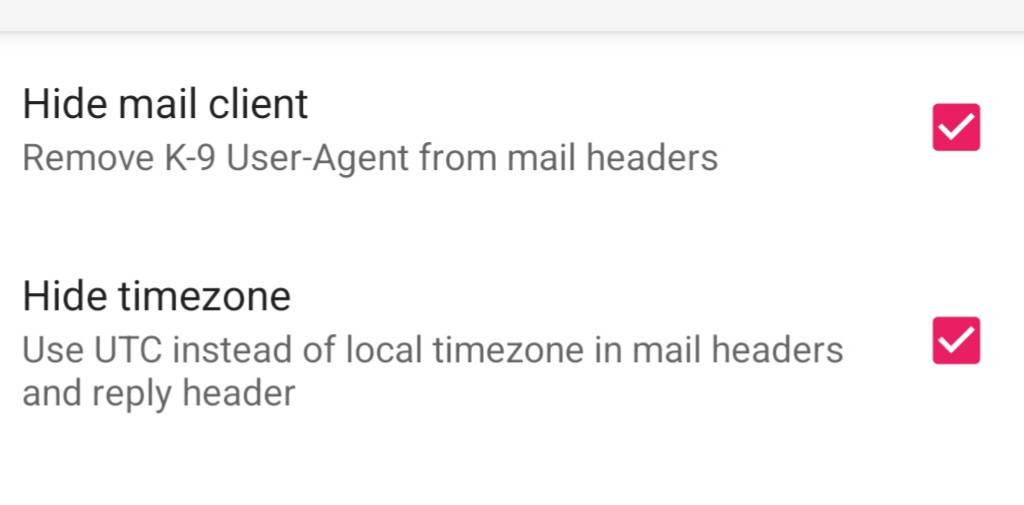 Hide mail client
Remove K-9 User-Agent from mail headers
Hide timezone
Use UTC instead of local timezone in mail headers
and reply header